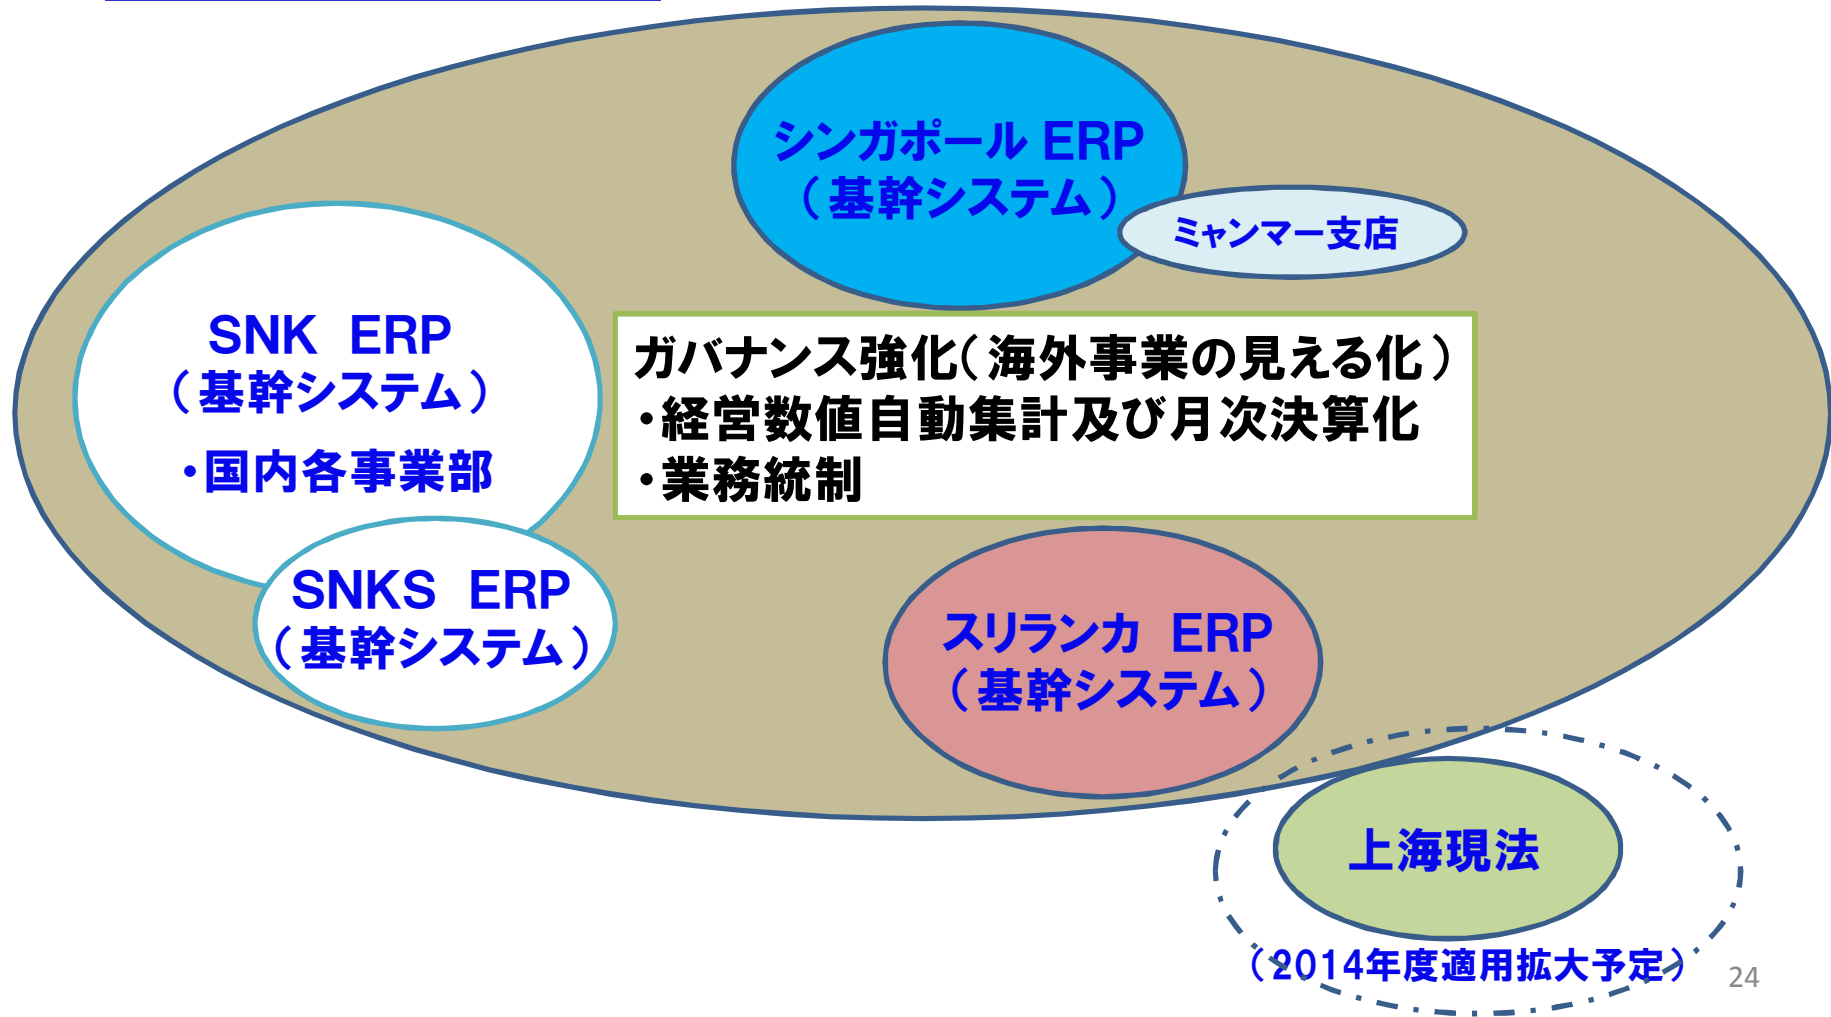 シンガポール ERP
（基幹システム）
ミャンマー支店
SNK ERP
（基幹システム）
・国内各事業部
ガバナンス強化（海外事業の見える化）
・経営数値自動集計及び月次決算化
・業務統制
SNKS ERP
（基幹システム）
スリランカ ERP
（基幹システム）
上海現法
（2014年度適用拡大予定）
24